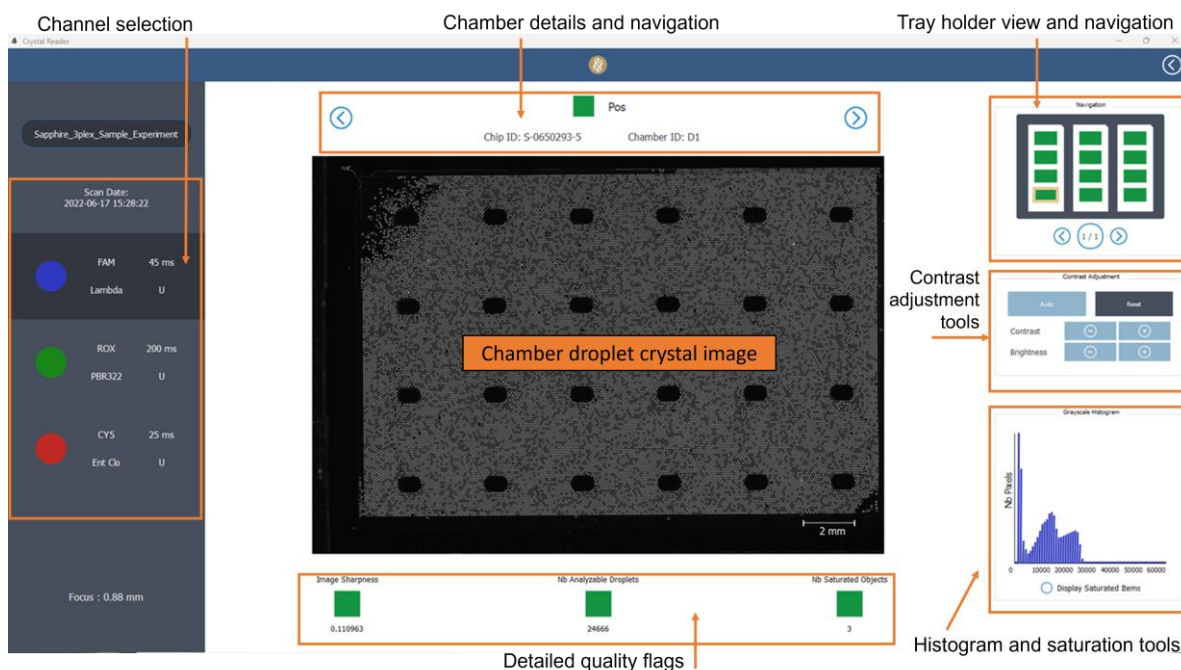 Channel selection
Chamber details and navigation
Tray holder view and navigation
Crystal Reader
Sapphire_3plex_Sample_Experiment
Scan Date:
2022-06-17 15:28:22
FAM 45 ms
Lambda U
ROX 200 ms
PBR322 U
CY5 25 ms
Ent Clo U
Focus : 0.88 mm
Pos
Chip ID: S-0650293-5 Chamber ID: D1
Chamber droplet crystal image
2 mm
Image Sharpness Nb Analyzable Droplets Nb Saturated Objects
0.110963 24666 3
Detailed quality flags
Navigation
1 / 1
Contrast
adjustment
tools
Contrast Adjustment
Auto Reset
Contrast
Brightness
Grayscale Histogram
Nb Pixels
0 10000 20000 30000 40000 50000 60000
Display Saturated Items
Histogram and saturation tools